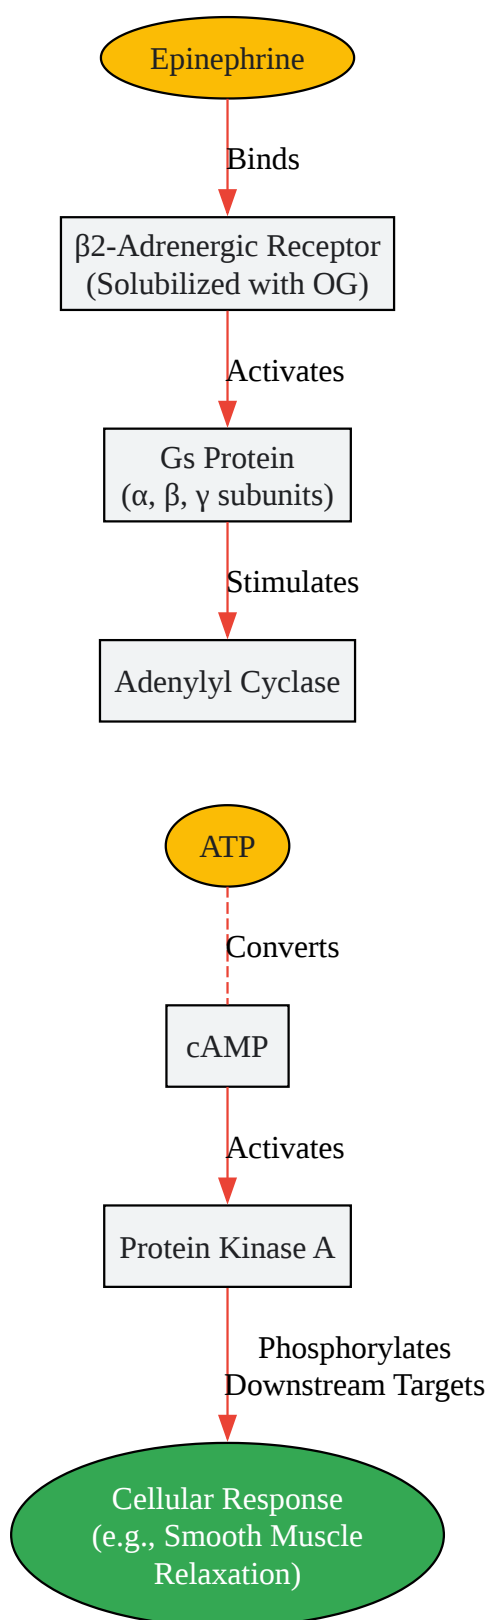 Epinephrine
Binds
β2-Adrenergic Receptor
(Solubilized with OG)
Activates
Gs Protein
(α, β, γ subunits)
Stimulates
Adenylyl Cyclase
ATP
Converts
cAMP
Activates
Protein Kinase A
Phosphorylates
Downstream Targets
Cellular Response
(e.g., Smooth Muscle
Relaxation)